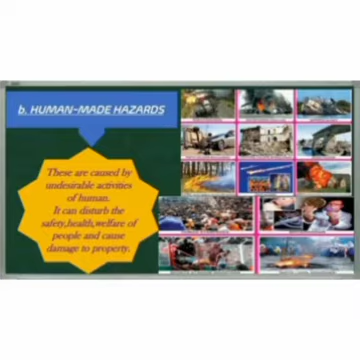 b. HUMAN-MADE HAZARDS
These are caused by
undesirable activities
of human.
It can disturb the
safety,health,welfare of
people and cause
damage to property.